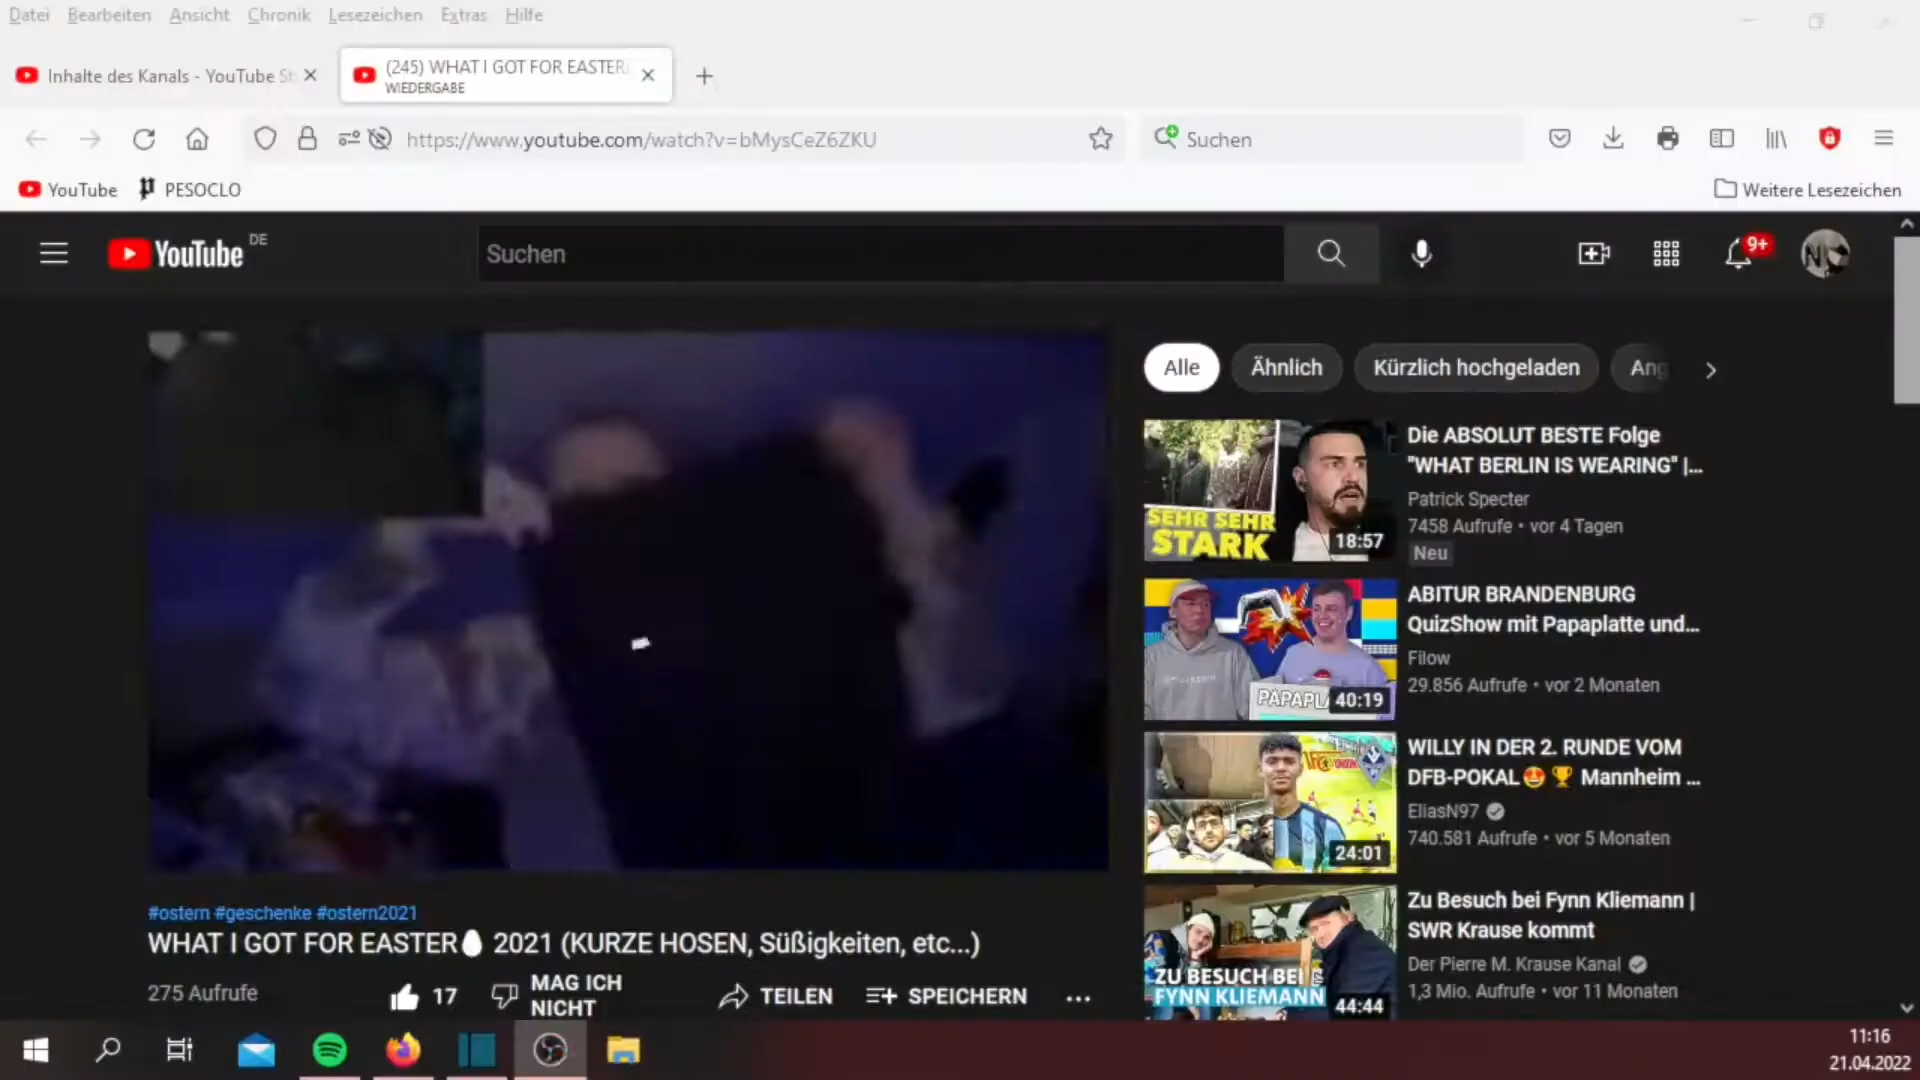 Datei Bearbeiten Ansicht Chronik Lesezeichen Extras Hilfe
Inhalte des Kanals - YouTube St
(245) WHAT I GOT FOR EASTER
WIEDERGABE
https://www.youtube.com/watch?v=bMysCeZ6ZKU
Suchen
YouTube
PESOCLO
Weitere Lesezeichen
YouTube DE
Suchen
9+
Alle
Ähnlich
Kürzlich hochgeladen
Ang
SEHR SEHR
STARK
18:57
Die ABSOLUT BESTE Folge
"WHAT BERLIN IS WEARING" |...
Patrick Specter
7458 Aufrufe • vor 4 Tagen
Neu
PAPAPLA
40:19
ABITUR BRANDENBURG
QuizShow mit Papaplatte und...
Filow
29.856 Aufrufe • vor 2 Monaten
24:01
WILLY IN DER 2. RUNDE VOM
DFB-POKAL🤩🏆 Mannheim ...
EliasN97
740.581 Aufrufe • vor 5 Monaten
ZU BESUCH BEI
FYNN KLIEMANN
44:44
Zu Besuch bei Fynn Kliemann |
SWR Krause kommt
Der Pierre M. Krause Kanal
1,3 Mio. Aufrufe • vor 11 Monaten
#ostern #geschenke #ostern2021
WHAT I GOT FOR EASTER🥚 2021 (KURZE HOSEN, Süßigkeiten, etc...)
275 Aufrufe
17
MAG ICH
NICHT
TEILEN
SPEICHERN
11:16
21.04.2022